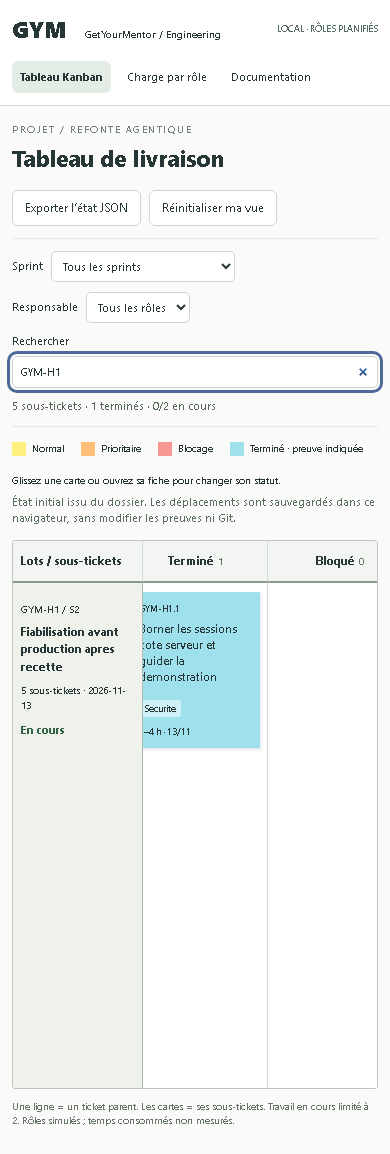 GYM
GetYourMentor / Engineering
LOCAL · RÔLES PLANIFIÉS
Tableau Kanban
Charge par rôle
Documentation
PROJET / REFONTE AGENTIQUE
Tableau de livraison
Exporter l'état JSON
Réinitialiser ma vue
Sprint
Tous les sprints
Responsable
Tous les rôles
Rechercher
GYM-H1
5 sous-tickets · 1 terminés · 0/2 en cours
Normal
Prioritaire
Blocage
Terminé · preuve indiquée
Glissez une carte ou ouvrez sa fiche pour changer son statut.
État initial issu du dossier. Les déplacements sont sauvegardés dans ce
navigateur, sans modifier les preuves ni Git.
Lots / sous-tickets
Terminé 1
Bloqué 0
GYM-H1 / S2
Fiabilisation avant
production apres
recette
5 sous-tickets · 2026-11-
13
En cours
GYM-H1.1
Borner les sessions
cote serveur et
guider la
demonstration
Securite
–4 h · 13/11
Une ligne = un ticket parent. Les cartes = ses sous-tickets. Travail en cours limité à
2. Rôles simulés ; temps consommés non mesurés.